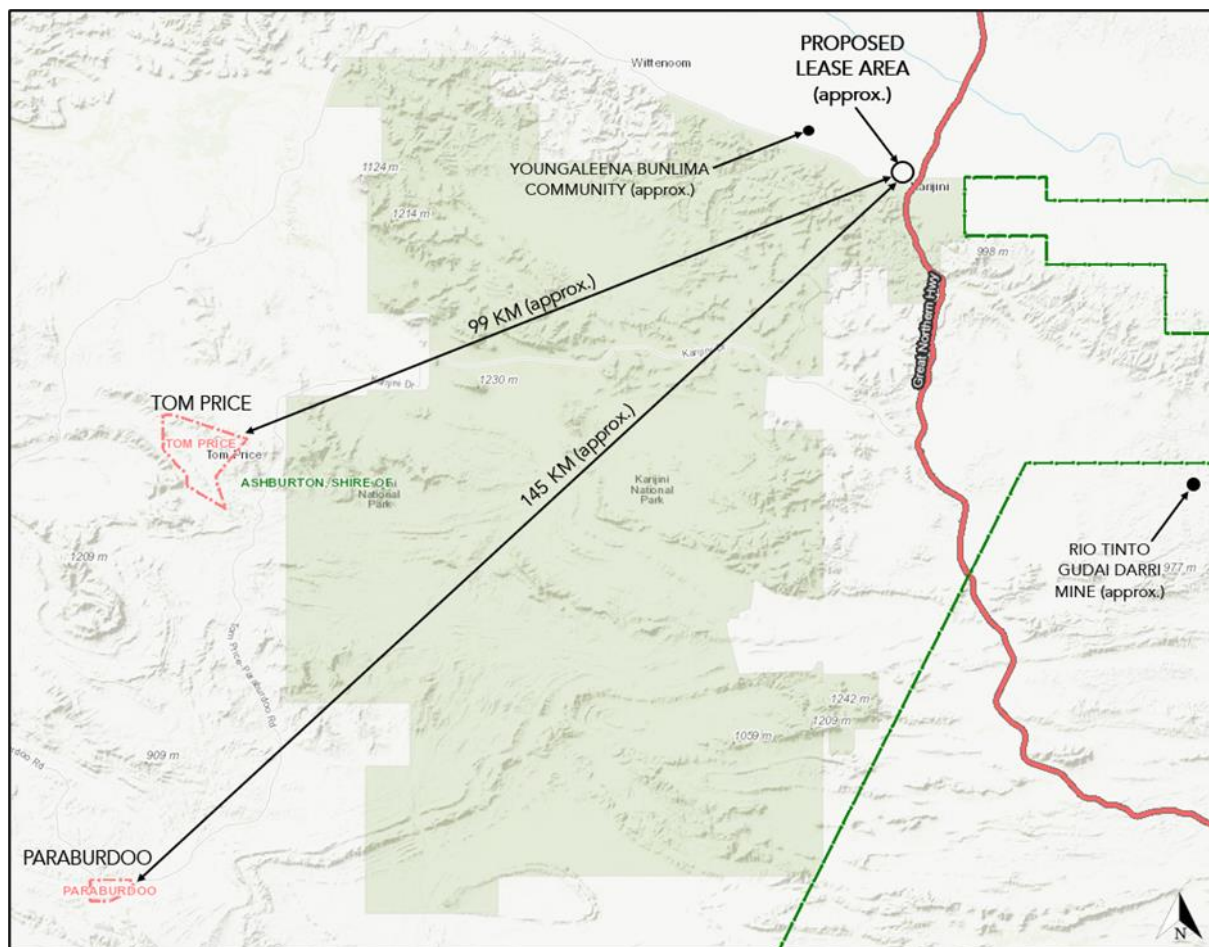 Wittenoom
PROPOSED
LEASE AREA
(approx.)
YOUNGALEENA BUNLIMA
COMMUNITY (approx.)
1124 m
1214 m
998 m
99 KM (approx.)
Great Northern Hwy
1230 m
TOM PRICE
TOM PRICE
Tom Price
ASHBURTON, SHIRE OF
National
Park
145 KM (approx.)
Karijini
National
Park
1209 m
RIO TINTO
GUDAI DARRI
MINE (approx.)
977 m
Tom Price-Paraburdoo Rd
1242 m
1209 m
1059 m
909 m
PARABURDOO
PARABURDOO
N